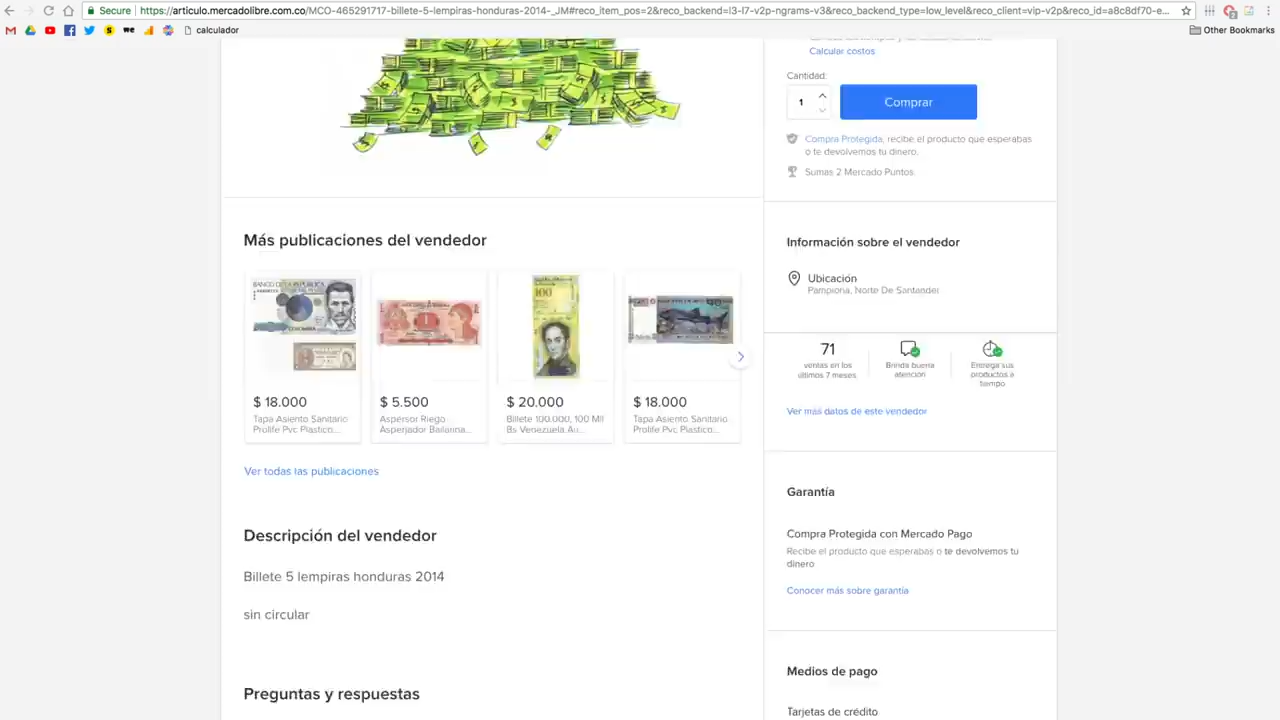 Secure https://articulo.mercadolibre.com.co/MCO-465291717-billete-5-lempiras-honduras-2014-_JM#reco_item_pos=2&reco_backend=l3-l7-v2p-ngrams-v3&reco_backend_type=low_level&reco_client=vip-v2p&reco_id=a8c8df70-e...
calculador
Other Bookmarks
Calcular costos
Cantidad:
1
Comprar
Compra Protegida, recibe el producto que esperabas
o te devolvemos tu dinero.
Sumas 2 Mercado Puntos
Más publicaciones del vendedor
$ 18.000
Tapa Asiento Sanitario
Prolife Pvc Plastico...
$ 5.500
Aspersor Riego
Asperjador Bailarina...
$ 20.000
Billete 100.000, 100 Mil
Bs Venezuela Au...
$ 18.000
Tapa Asiento Sanitario
Prolife Pvc Plastico...
Ver todas las publicaciones
Descripción del vendedor
Billete 5 lempiras honduras 2014
sin circular
Preguntas y respuestas
Información sobre el vendedor
Ubicación
Pamplona, Norte De Santander
71
ventas en los
últimos 7 meses
Brinda buena
atención
Entrega sus
productos a
tiempo
Ver más datos de este vendedor
Garantía
Compra Protegida con Mercado Pago
Recibe el producto que esperabas o te devolvemos tu
dinero
Conocer más sobre garantía
Medios de pago
Tarjetas de crédito